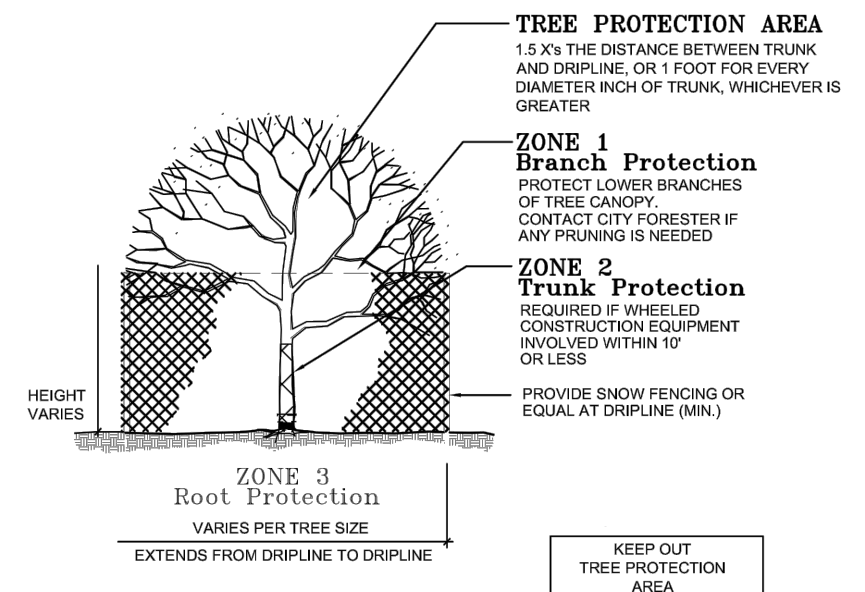 TREE PROTECTION AREA
1.5 X's THE DISTANCE BETWEEN TRUNK
AND DRIPLINE, OR 1 FOOT FOR EVERY
DIAMETER INCH OF TRUNK, WHICHEVER IS
GREATER
ZONE 1
Branch Protection
PROTECT LOWER BRANCHES
OF TREE CANOPY.
CONTACT CITY FORESTER IF
ANY PRUNING IS NEEDED
ZONE 2
Trunk Protection
REQUIRED IF WHEELED
CONSTRUCTION EQUIPMENT
INVOLVED WITHIN 10'
OR LESS
PROVIDE SNOW FENCING OR
EQUAL AT DRIPLINE (MIN.)
HEIGHT
VARIES
ZONE 3
Root Protection
VARIES PER TREE SIZE
EXTENDS FROM DRIPLINE TO DRIPLINE
KEEP OUT
TREE PROTECTION
AREA